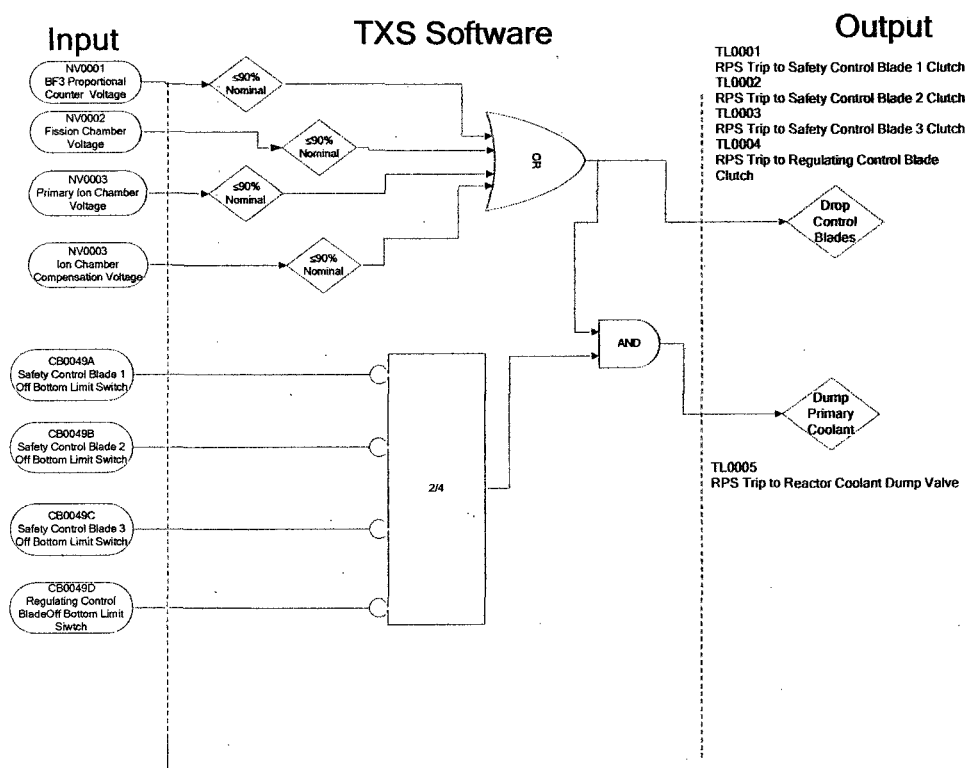 Input
TXS Software
Output
NV0001
BF3 Proportional
Counter Voltage
≤90%
Nominal
NV0002
Fission Chamber
Voltage
≤90%
Nominal
NV0003
Primary Ion Chamber
Voltage
≤90%
Nominal
NV0003
Ion Chamber
Compensation Voltage
≤90%
Nominal
OR
TL0001
RPS Trip to Safety Control Blade 1 Clutch
TL0002
RPS Trip to Safety Control Blade 2 Clutch
TL0003
RPS Trip to Safety Control Blade 3 Clutch
TL0004
RPS Trip to Regulating Control Blade
Clutch
Drop
Control
Blades
AND
CB0049A
Safety Control Blade 1
Off Bottom Limit Switch
CB0049B
Safety Control Blade 2
Off Bottom Limit Switch
CB0049C
Safety Control Blade 3
Off Bottom Limit Switch
CB0049D
Regulating Control
BladeOff Bottom Limit
Siwtch
2/4
Dump
Primary
Coolant
TL0005
RPS Trip to Reactor Coolant Dump Valve